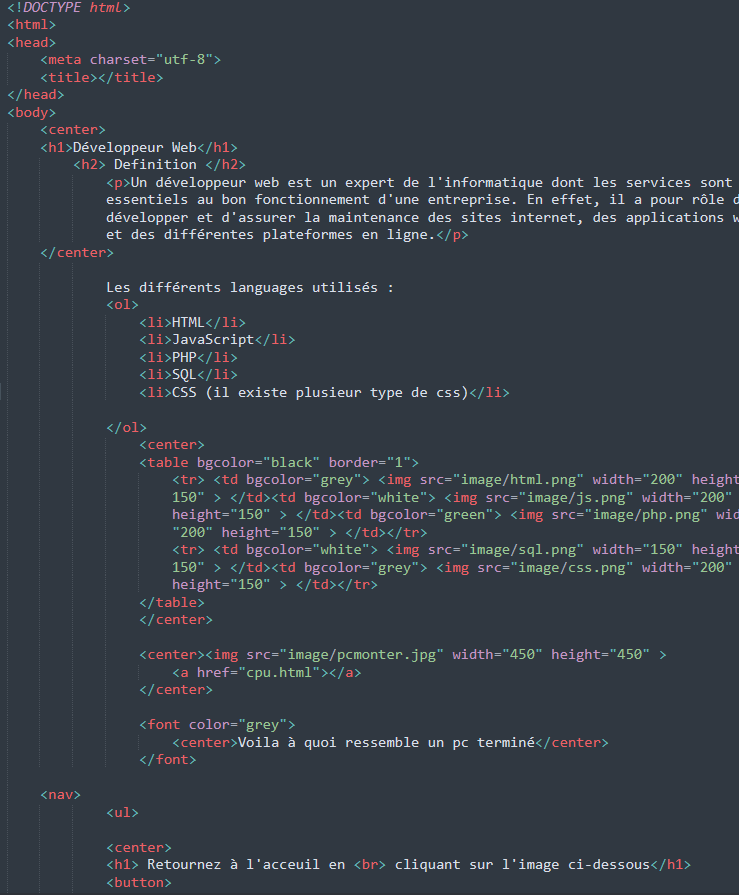 <!DOCTYPE html>
<html>
<head>
    <meta charset="utf-8">
    <title></title>
</head>
<body>
    <center>
    <h1>Développeur Web</h1>
        <h2> Definition </h2>
            <p>Un développeur web est un expert de l'informatique dont les services sont
            essentiels au bon fonctionnement d'une entreprise. En effet, il a pour rôle
            développer et d'assurer la maintenance des sites internet, des applications
            et des différentes plateformes en ligne.</p>
    </center>
            Les différents languages utilisés :
            <ol>
                <li>HTML</li>
                <li>JavaScript</li>
                <li>PHP</li>
                <li>SQL</li>
                <li>CSS (il existe plusieur type de css)</li>
            </ol>
                <center>
                <table bgcolor="black" border="1">
                    <tr> <td bgcolor="grey"> <img src="image/html.png" width="200" height
                    150" > </td><td bgcolor="white"> <img src="image/js.png" width="200"
                    height="150" > </td><td bgcolor="green"> <img src="image/php.png" wid
                    "200" height="150" > </td></tr>
                    <tr> <td bgcolor="white"> <img src="image/sql.png" width="150" height
                    150" > </td><td bgcolor="grey"> <img src="image/css.png" width="200"
                    height="150" > </td></tr>
                </table>
                </center>
                <center><img src="image/pcmonter.jpg" width="450" height="450" >
                    <a href="cpu.html"></a>
                </center>
                <font color="grey">
                    <center>Voila à quoi ressemble un pc terminé</center>
                </font>
    <nav>
            <ul>
            <center>
            <h1> Retournez à l'acceuil en <br> cliquant sur l'image ci-dessous</h1>
            <button>